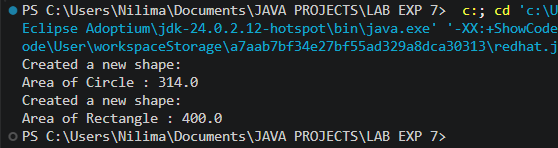 PS C:\Users\Nilima\Documents\JAVA PROJECTS\LAB EXP 7>  c:; cd 'c:\U
Eclipse Adoptium\jdk-24.0.2.12-hotspot\bin\java.exe' '-XX:+ShowCode
ode\User\workspaceStorage\a7aab7bf34e27bf55ad329a8dca30313\redhat.j
Created a new shape:
Area of Circle : 314.0
Created a new shape:
Area of Rectangle : 400.0
PS C:\Users\Nilima\Documents\JAVA PROJECTS\LAB EXP 7>